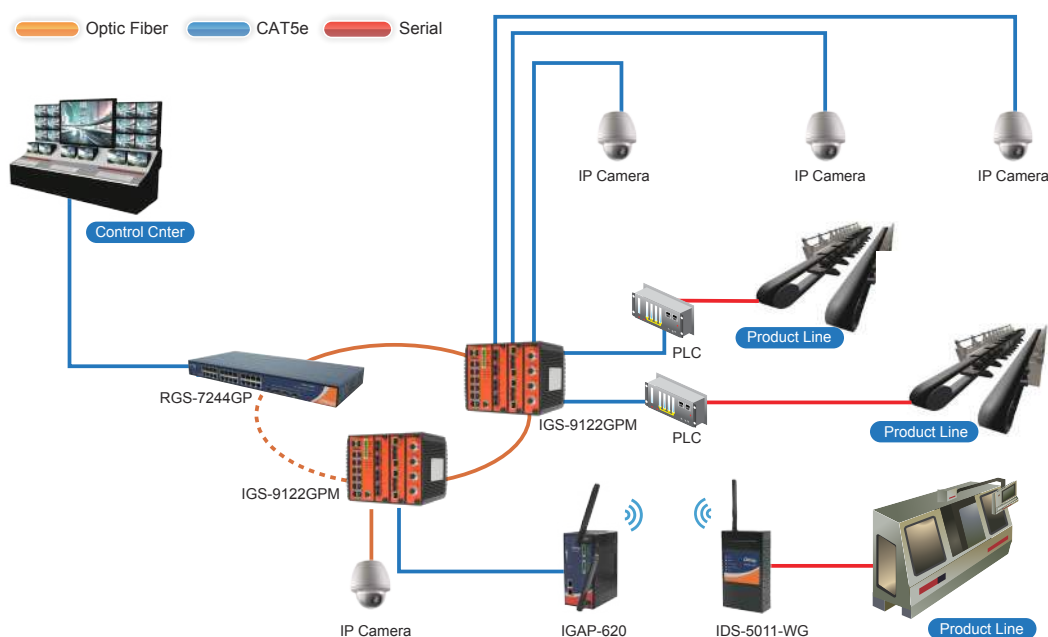 Optic Fiber
CAT5e
Serial
IP Camera
IP Camera
IP Camera
Control Cnter
PLC
Product Line
RGS-7244GP
IGS-9122GPM
PLC
Product Line
IGS-9122GPM
IP Camera
IGAP-620
IDS-5011-WG
Product Line